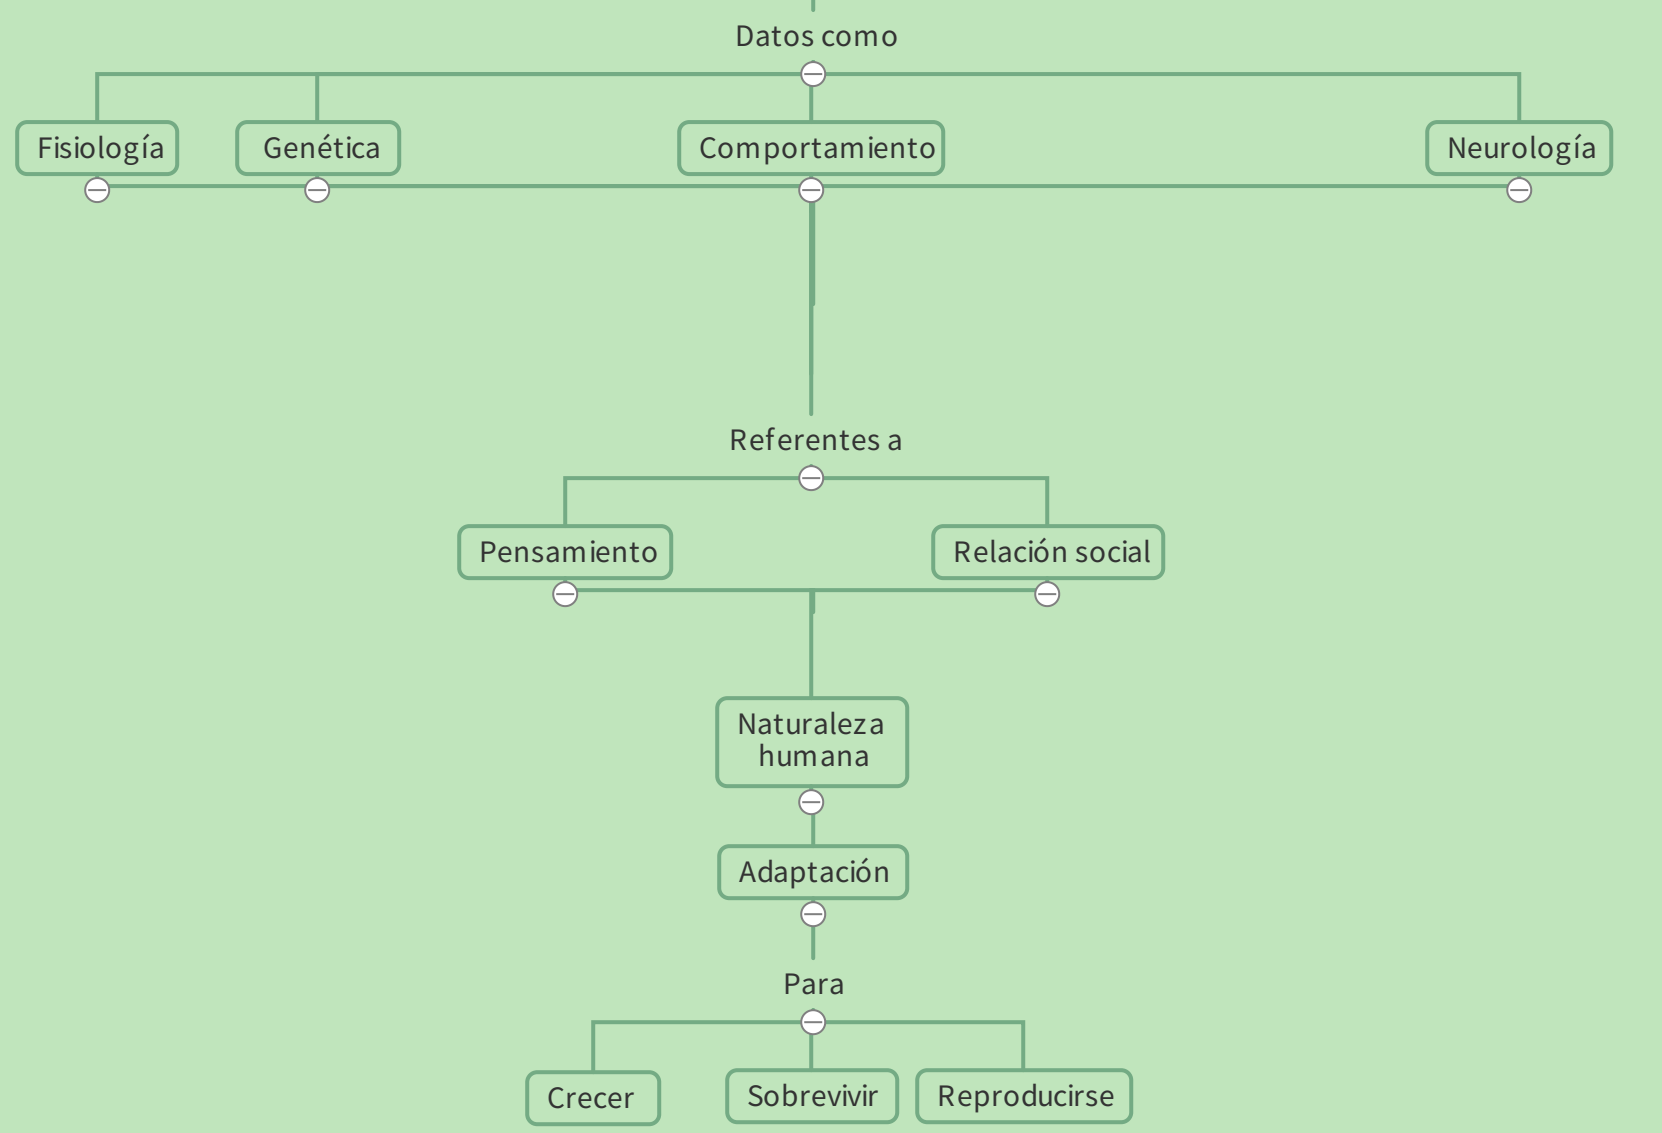 Datos como
Fisiología
Genética
Comportamiento
Neurología
Referentes a
Pensamiento
Relación social
Naturaleza
humana
Adaptación
Para
Crecer
Sobrevivir
Reproducirse